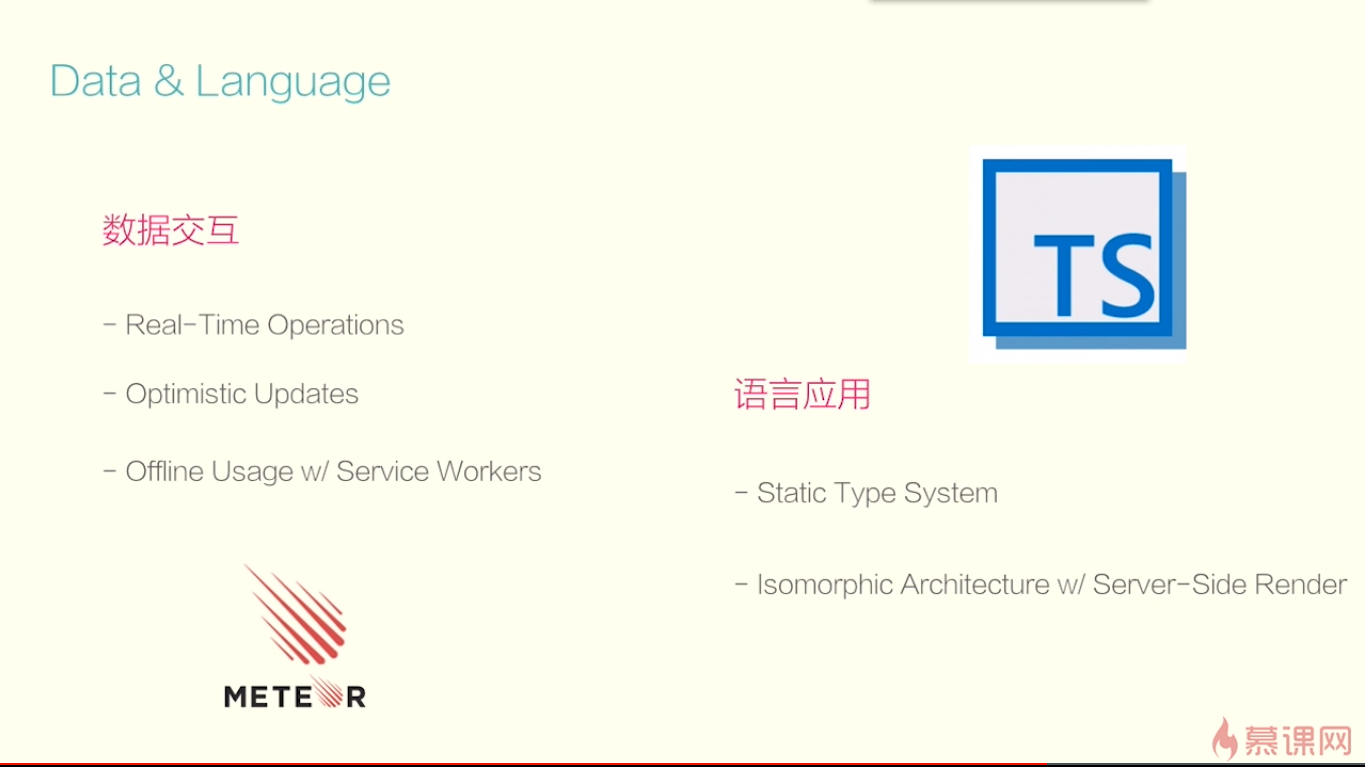 Data & Language
数据交互
- Real-Time Operations
- Optimistic Updates
- Offline Usage w/ Service Workers
METEOR
TS
语言应用
- Static Type System
- Isomorphic Architecture w/ Server-Side Render
慕课网